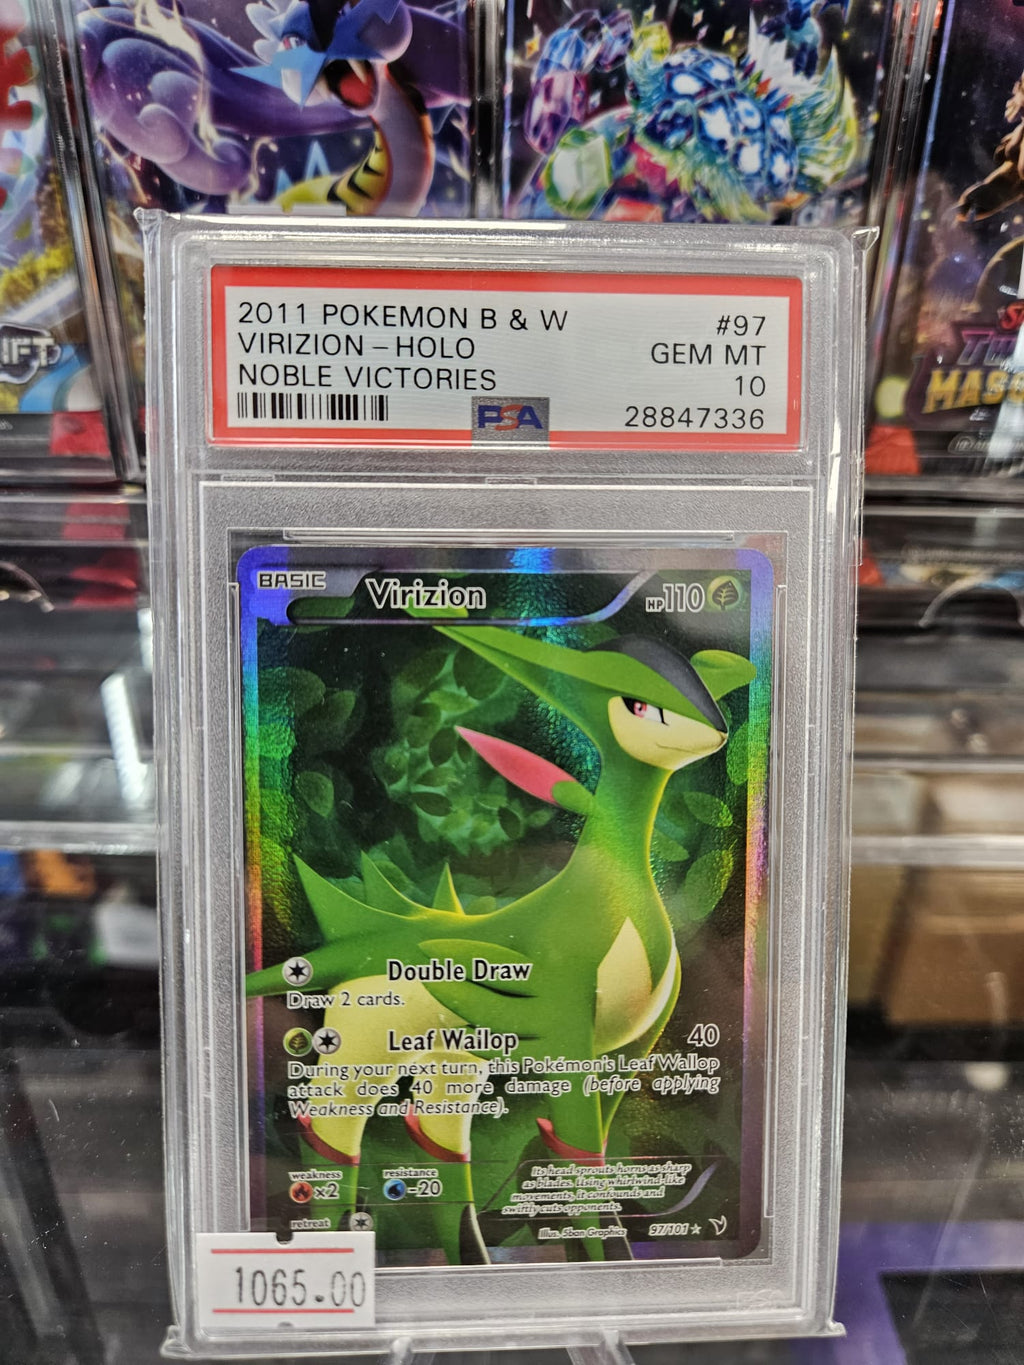 2011 POKEMON B & W #97
VIRIZION – HOLO GEM MT
NOBLE VICTORIES 10
PSA 28847336
BASIC Virizion HP110
Double Draw
Draw 2 cards.
Leaf Wallop 40
During your next turn, this Pokémon's Leaf Wallop
attack does 40 more damage (before applying
Weakness and Resistance).
weakness resistance
×2 -20
retreat
Its head sprouts horns as sharp
as blades. Using whirlwind-like
movements, it confounds and
swiftly cuts opponents.
Illus. 5ban Graphics 97/101
1065.00